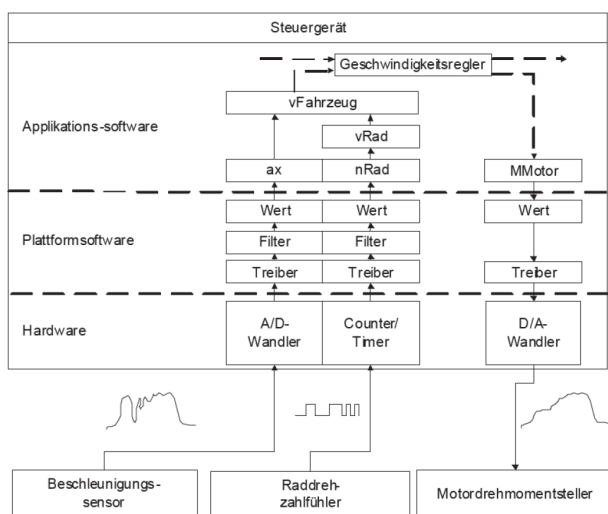 Steuergerät
Geschwindigkeitsregler
vFahrzeug
Applikations-software
vRad
ax nRad MMotor
Wert Wert Wert
Plattformsoftware
Filter Filter
Treiber Treiber Treiber
Hardware
A/D-
Wandler
Counter/
Timer
D/A-
Wandler
Beschleunigungs-
sensor
Raddreh-
zahlfühler
Motordrehmomentsteller